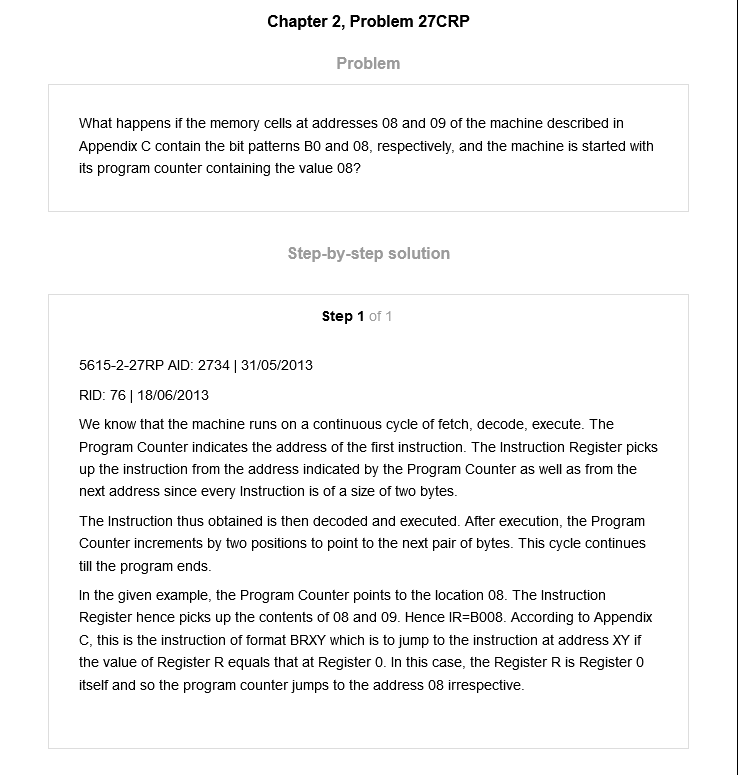 Chapter 2, Problem 27CRP
Problem
What happens if the memory cells at addresses 08 and 09 of the machine described in
Appendix C contain the bit patterns B0 and 08, respectively, and the machine is started with
its program counter containing the value 08?
Step-by-step solution
Step 1 of 1
5615-2-27RP AID: 2734 | 31/05/2013
RID: 76 | 18/06/2013
We know that the machine runs on a continuous cycle of fetch, decode, execute. The
Program Counter indicates the address of the first instruction. The Instruction Register picks
up the instruction from the address indicated by the Program Counter as well as from the
next address since every Instruction is of a size of two bytes.
The Instruction thus obtained is then decoded and executed. After execution, the Program
Counter increments by two positions to point to the next pair of bytes. This cycle continues
till the program ends.
In the given example, the Program Counter points to the location 08. The Instruction
Register hence picks up the contents of 08 and 09. Hence IR=B008. According to Appendix
C, this is the instruction of format BRXY which is to jump to the instruction at address XY if
the value of Register R equals that at Register 0. In this case, the Register R is Register 0
itself and so the program counter jumps to the address 08 irrespective.